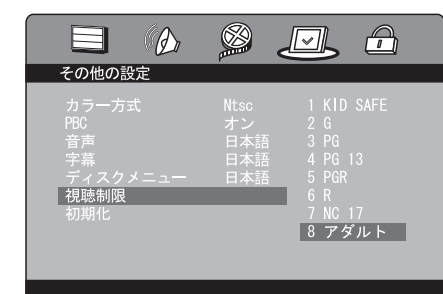 その他の設定
カラー方式 Ntsc 1 KID SAFE
PBC オン 2 G
音声 日本語 3 PG
字幕 日本語 4 PG 13
ディスクメニュー 日本語 5 PGR
視聴制限 6 R
初期化 7 NC 17
8 アダルト